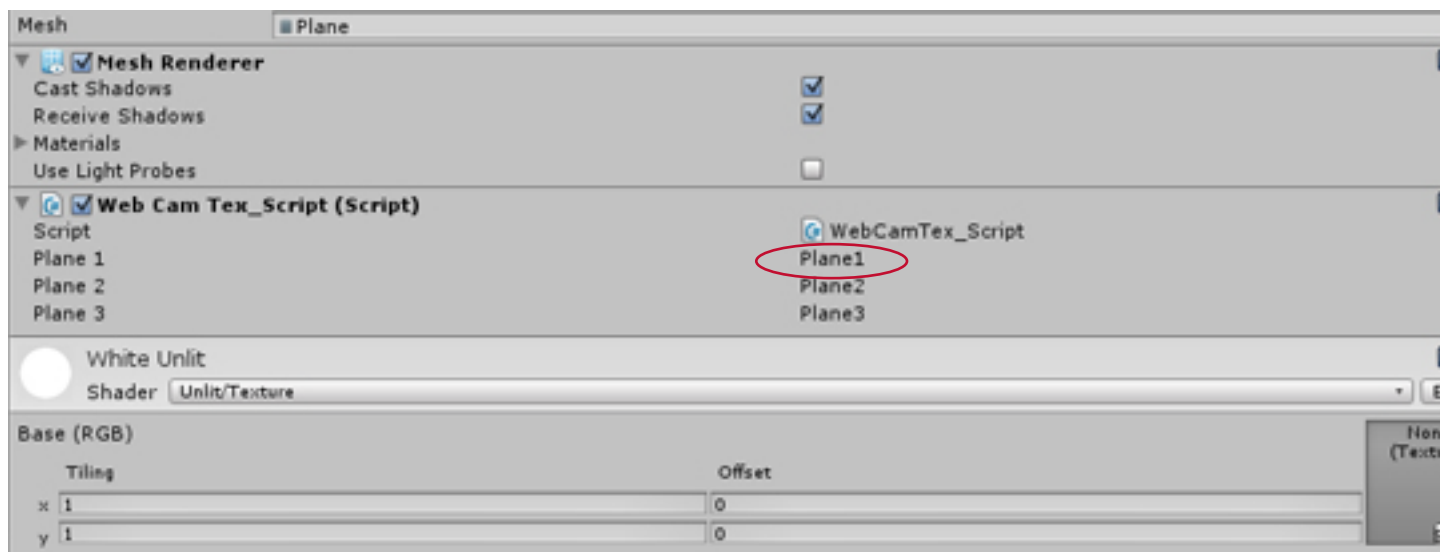 Mesh Plane
Mesh Renderer
Cast Shadows
Receive Shadows
Materials
Use Light Probes
Web Cam Tex_Script (Script)
Script WebCamTex_Script
Plane 1 Plane1
Plane 2 Plane2
Plane 3 Plane3
White Unlit
Shader Unlit/Texture
Base (RGB)
Tiling Offset
x 1 0
y 1 0